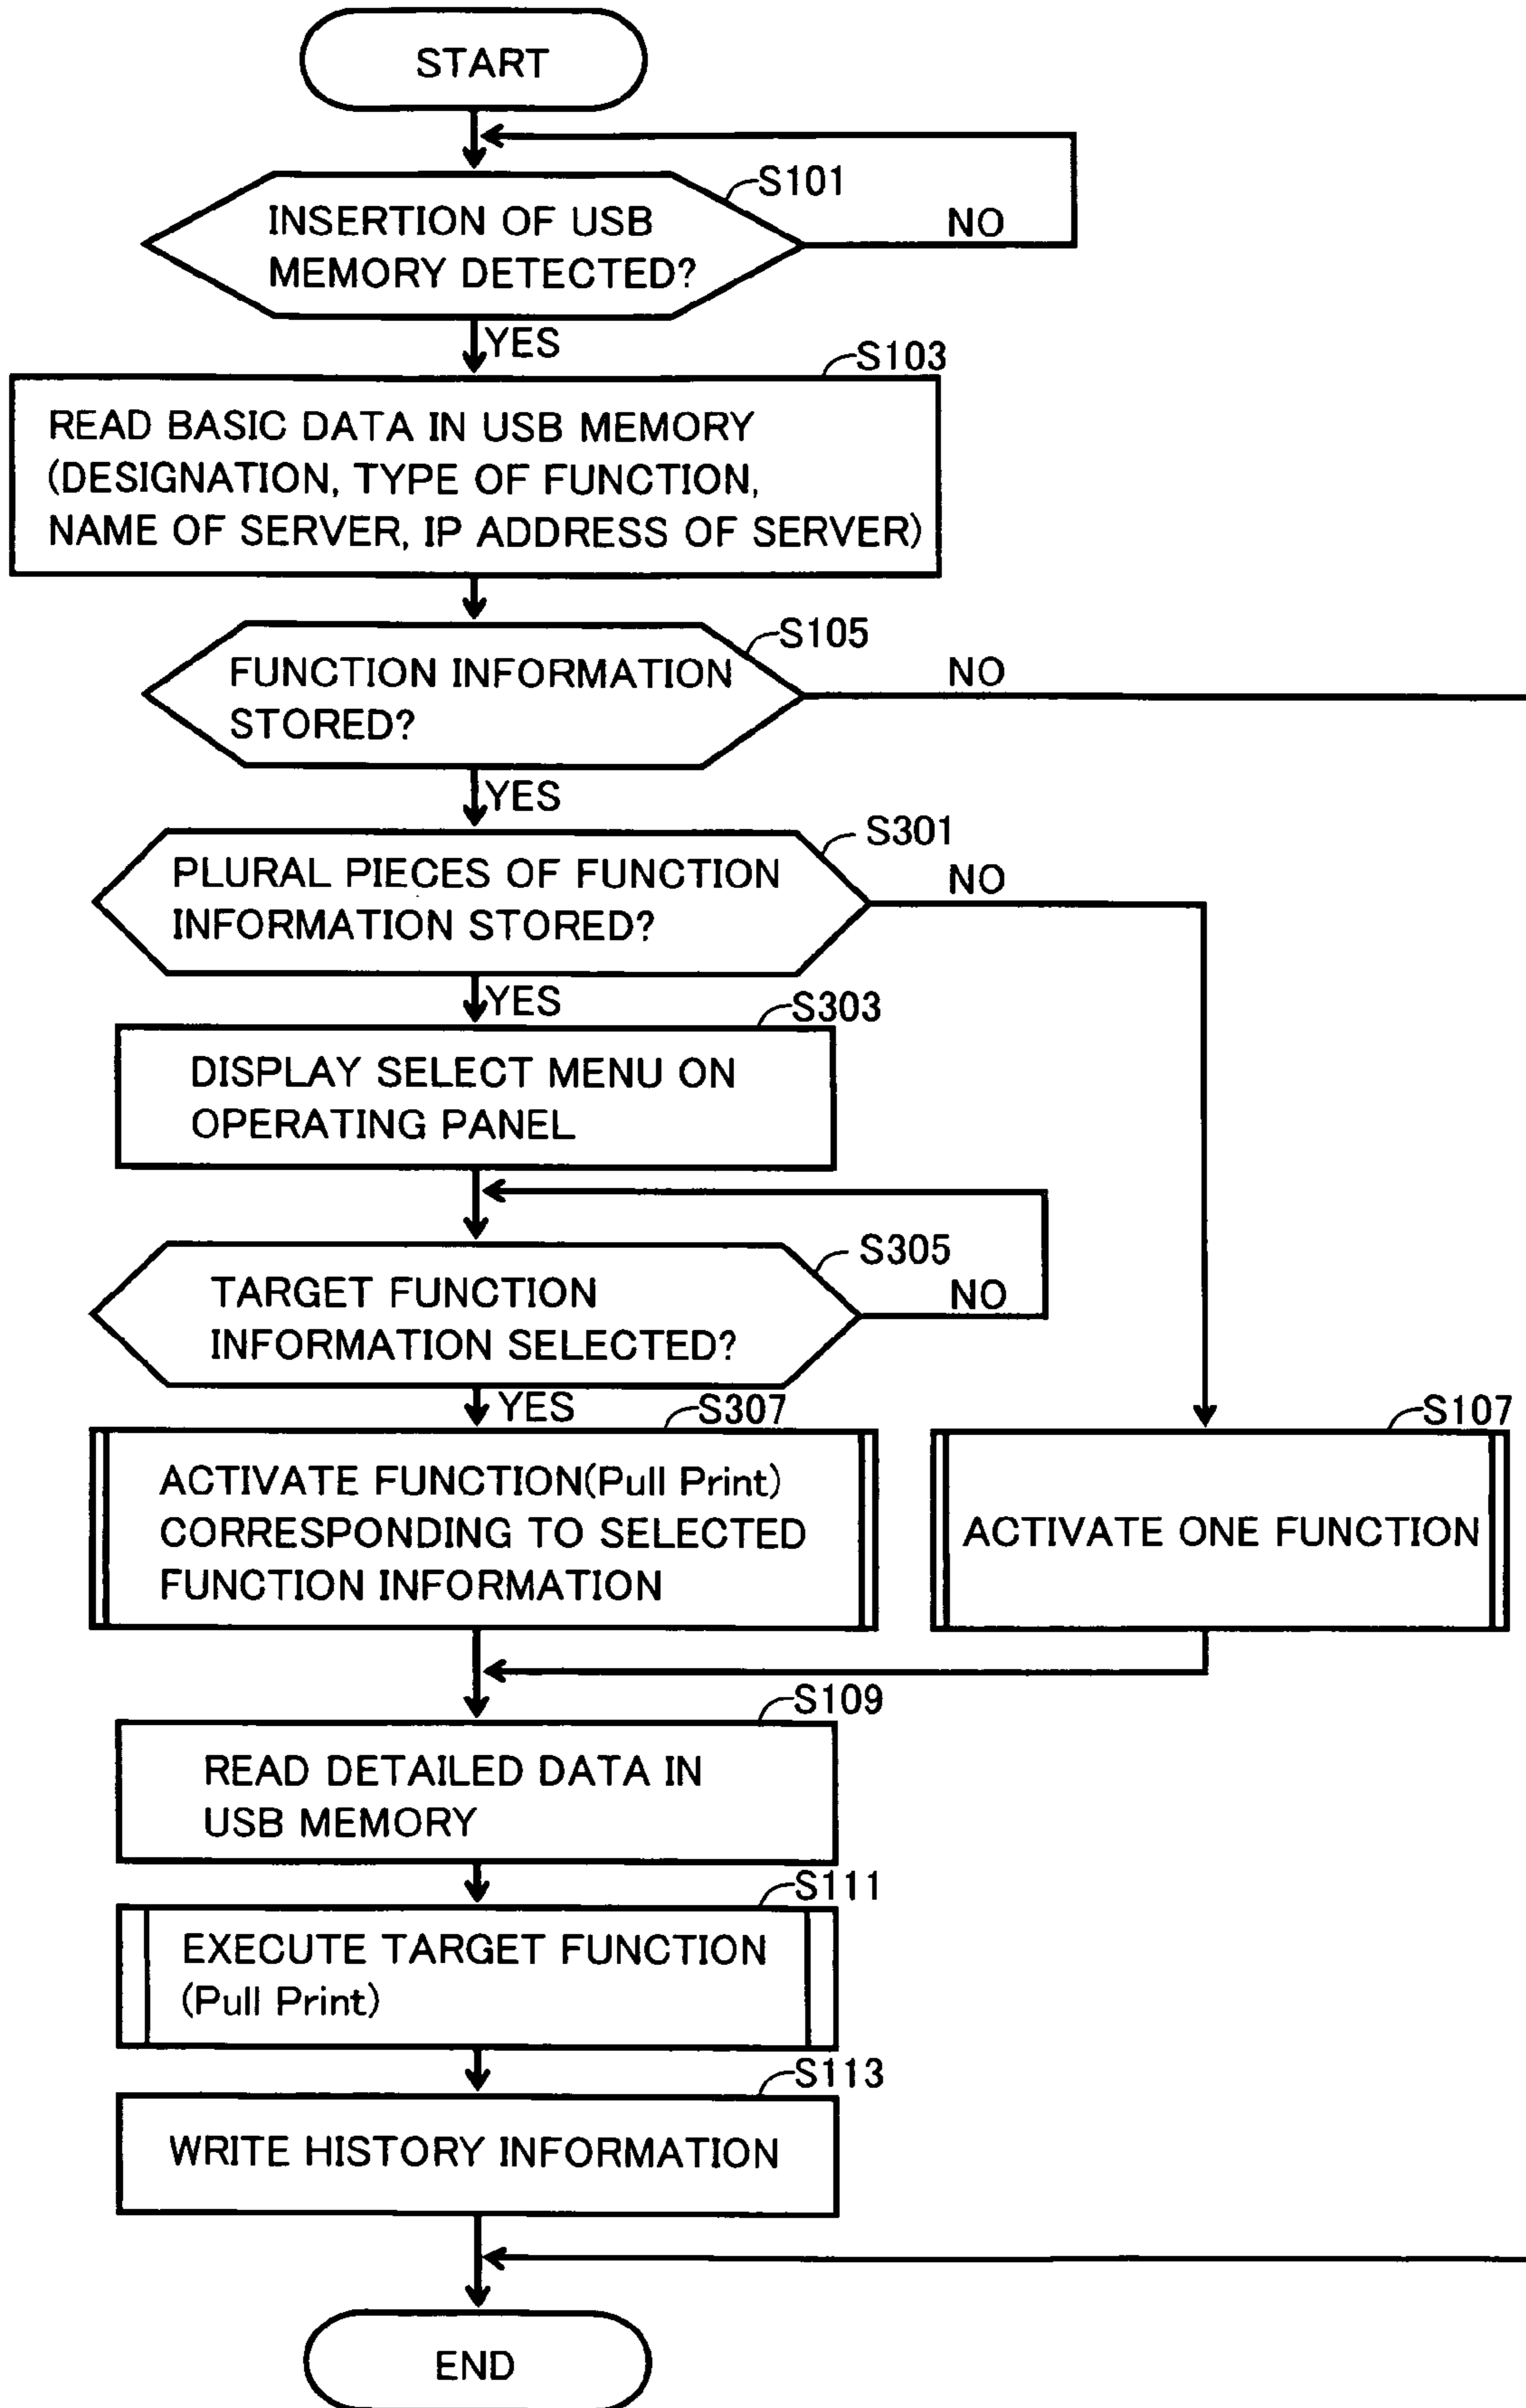 START
S101
INSERTION OF USB
MEMORY DETECTED?
NO
YES
S103
READ BASIC DATA IN USB MEMORY
(DESIGNATION, TYPE OF FUNCTION,
NAME OF SERVER, IP ADDRESS OF SERVER)
S105
FUNCTION INFORMATION
STORED?
NO
YES
S301
PLURAL PIECES OF FUNCTION
INFORMATION STORED?
NO
YES
S303
DISPLAY SELECT MENU ON
OPERATING PANEL
S305
TARGET FUNCTION
INFORMATION SELECTED?
NO
YES
S307
ACTIVATE FUNCTION(Pull Print)
CORRESPONDING TO SELECTED
FUNCTION INFORMATION
S107
ACTIVATE ONE FUNCTION
S109
READ DETAILED DATA IN
USB MEMORY
S111
EXECUTE TARGET FUNCTION
(Pull Print)
S113
WRITE HISTORY INFORMATION
END